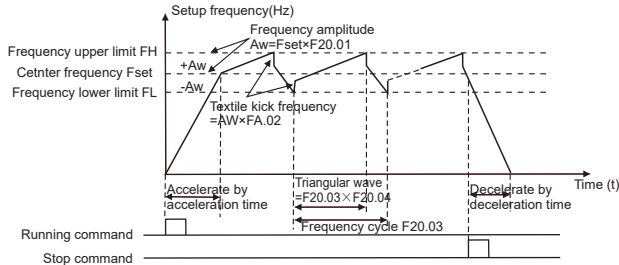 Setup frequency(Hz)
Frequency amplitude
Aw=Fset×F20.01
Frequency upper limit FH
+Aw
Cetnter frequency Fset
-Aw
Frequency lower limit FL
Textile kick frequency
=AW×FA.02
Time (t)
Triangular wave
=F20.03×F20.04
Accelerate by
acceleration time
Decelerate by
deceleration time
Frequency cycle F20.03
Running command
Stop command